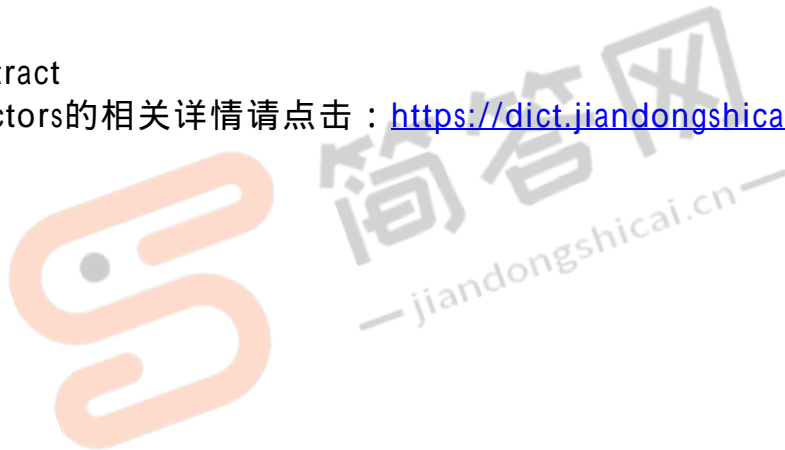 tract
ctors的相关详情请点击：https://dict.jiandongshica
简答网
jiandongshicai.cn